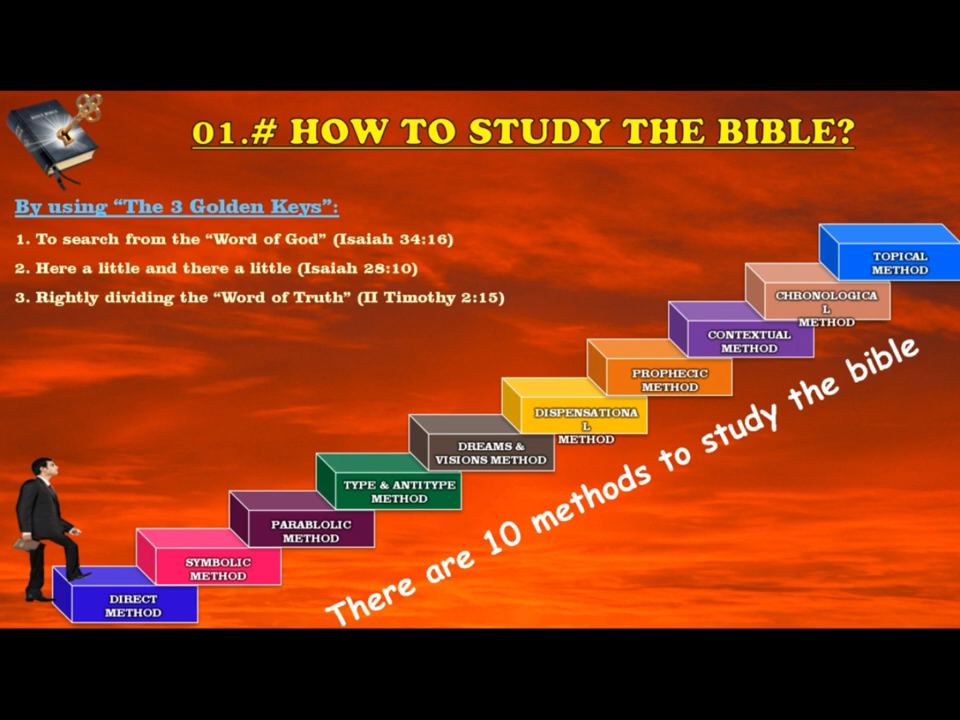 01.# HOW TO STUDY THE BIBLE?
By using “The 3 Golden Keys”:
1. To search from the “Word of God” (Isaiah 34:16)
2. Here a little and there a little (Isaiah 28:10)
3. Rightly dividing the “Word of Truth” (II Timothy 2:15)
TOPICAL
METHOD
CHRONOLOGICA
L
METHOD
CONTEXTUAL
METHOD
PROPHECIC
METHOD
DISPENSATIONA
L
METHOD
DREAMS &
VISIONS METHOD
TYPE & ANTITYPE
METHOD
PARABLOLIC
METHOD
SYMBOLIC
METHOD
DIRECT
METHOD
There are 10 methods to study the bible